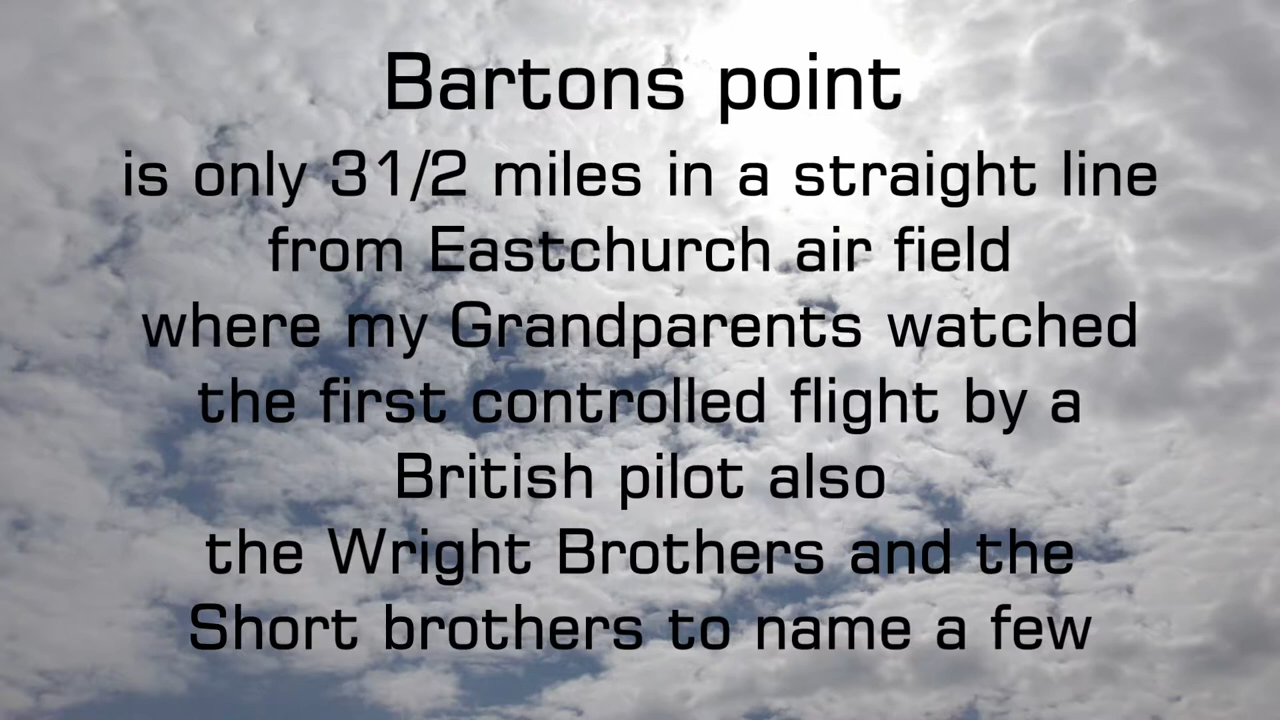 Bartons point
is only 31/2 miles in a straight line
from Eastchurch air field
where my Grandparents watched
the first controlled flight by a
British pilot also
the Wright Brothers and the
Short brothers to name a few